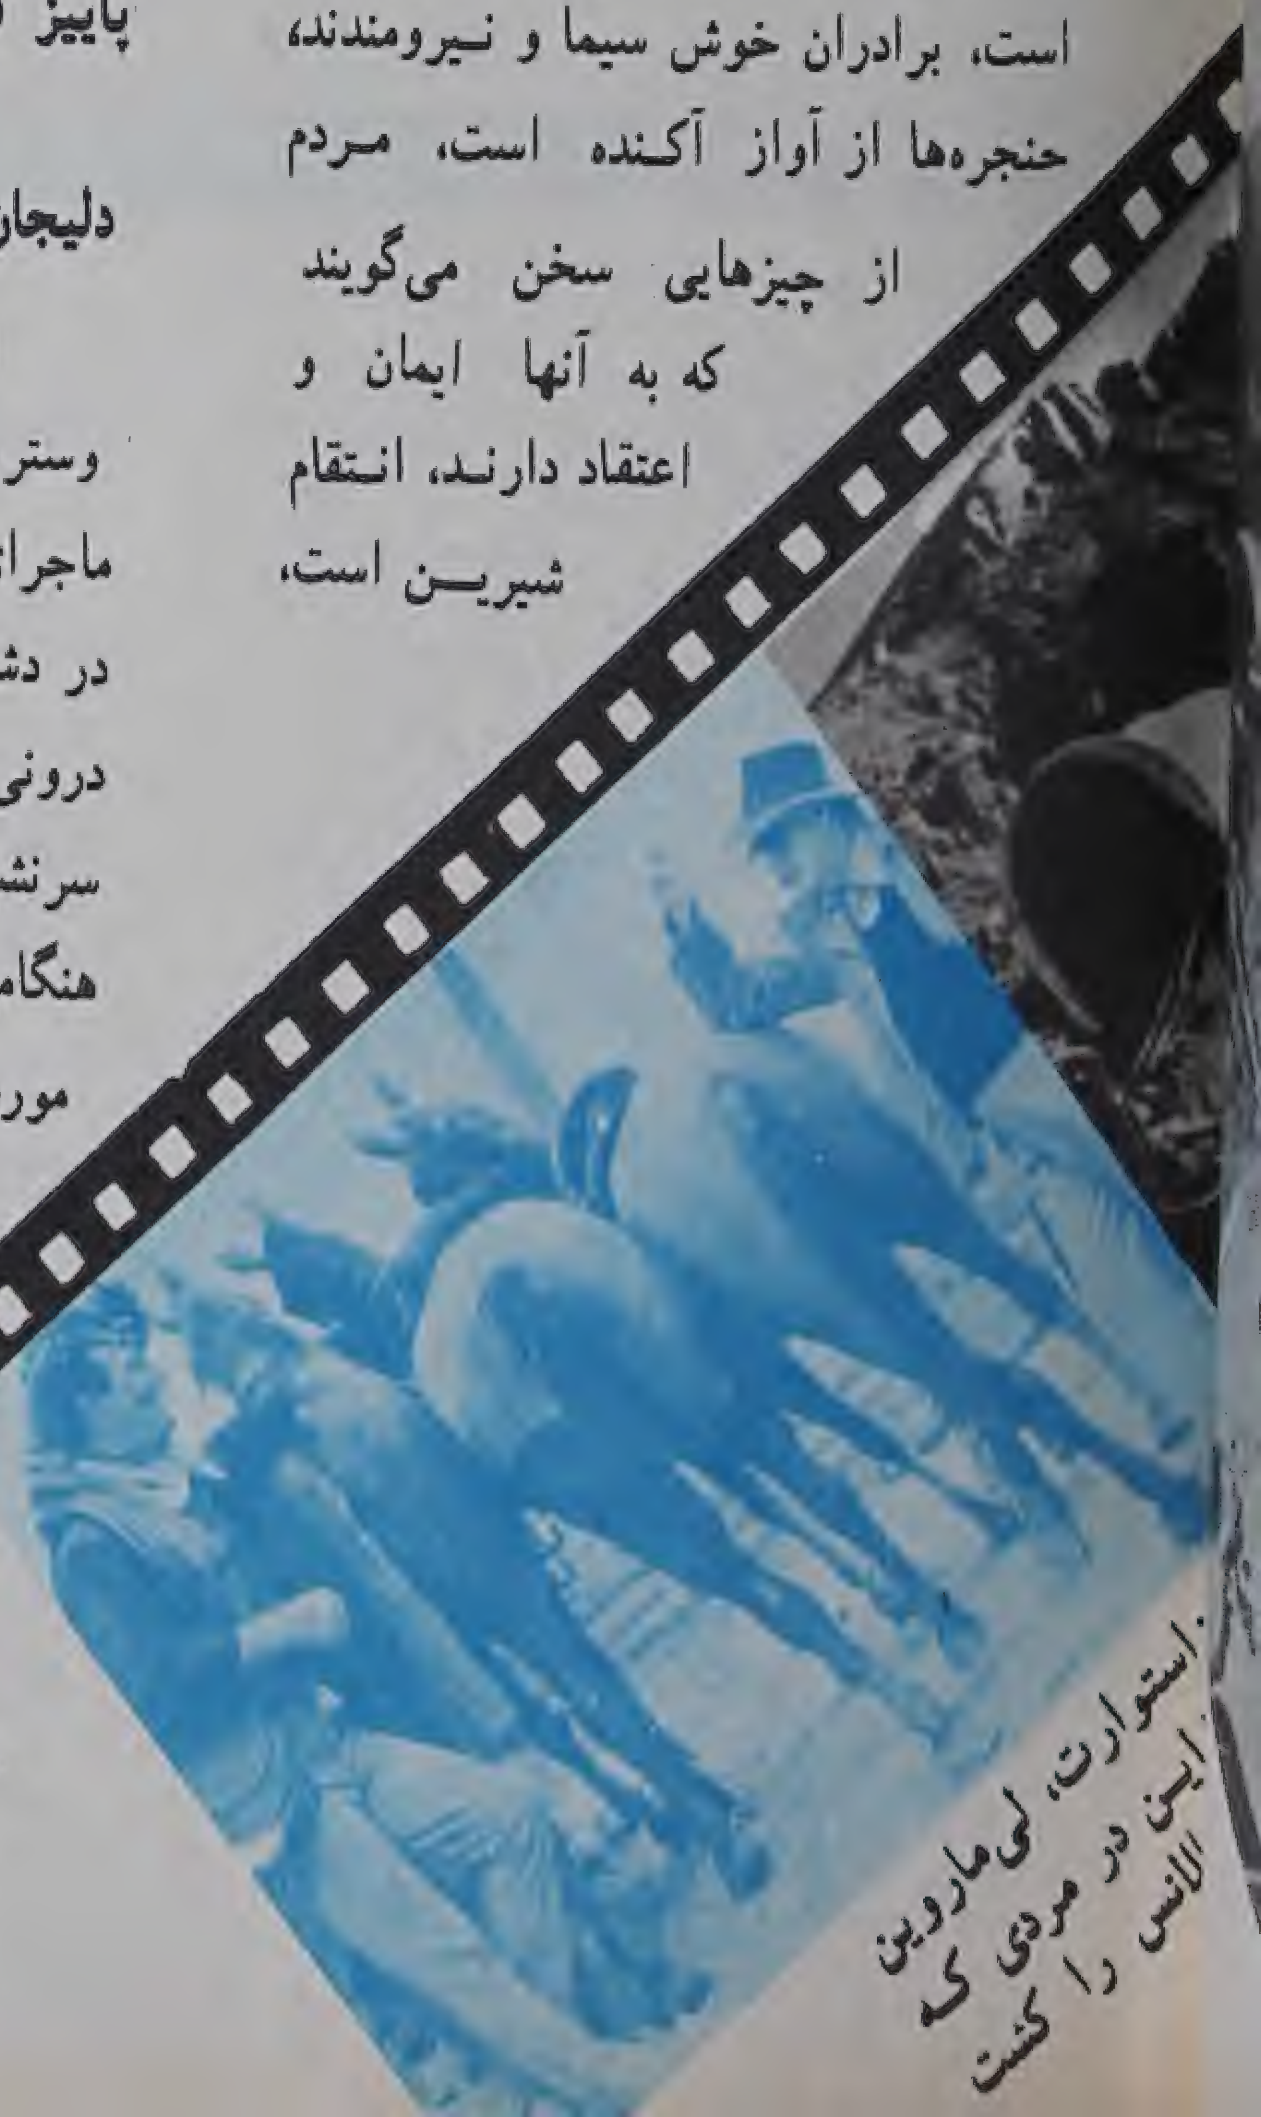 است، برادران خوش سیما و نیرومندند،
حنجره‌ها از آواز آکنده است، مردم
از چیزهایی سخن می‌گویند
که به آنها ایمان و
اعتقاد دارند، انتقام
شیرین است،
پاییز
دلیجان
وستر
ماجرا
در دش
درونی
سرنش
هنگام
مور
استوارت، لی‌ماروین
این در مردی که
الانس را کشت